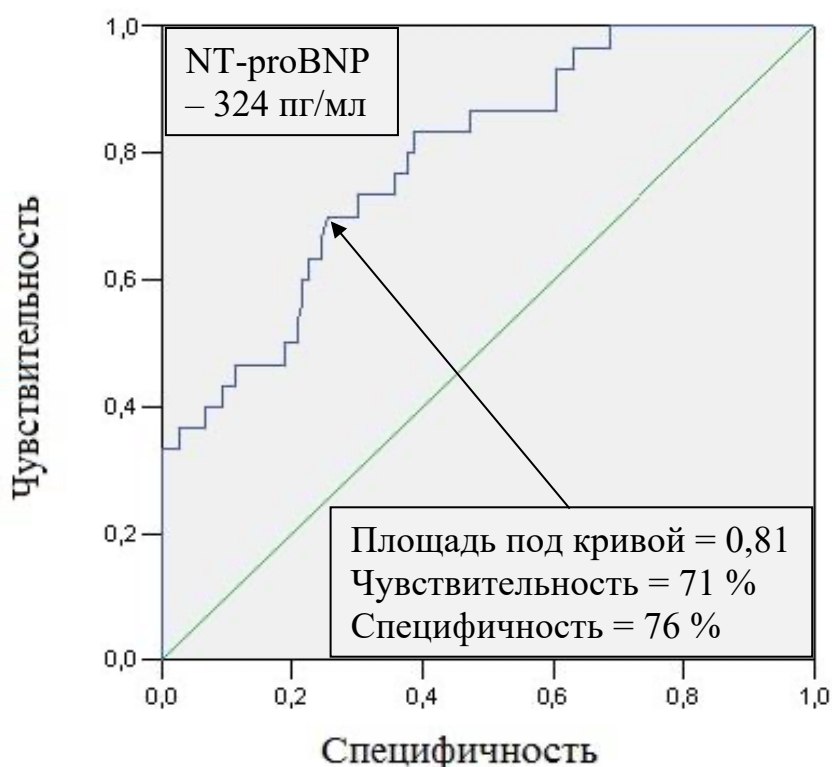 1,0
NT-proBNP
– 324 пг/мл
0,8
0,6
0,4
0,2
0,0
Чувствительность
Площадь под кривой = 0,81
Чувствительность = 71 %
Специфичность = 76 %
0,0 0,2 0,4 0,6 0,8 1,0
Специфичность